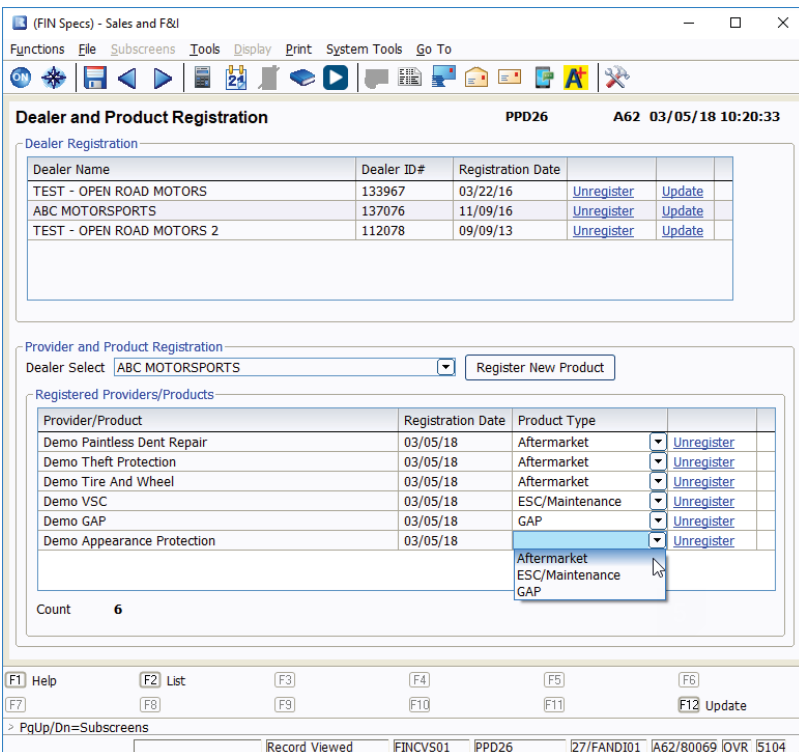 (FIN Specs) - Sales and F&I
Functions File Subscreens Tools Display Print System Tools Go To
ON 24 A+
Dealer and Product Registration PPD26 A62 03/05/18 10:20:33
Dealer Registration
Dealer Name Dealer ID# Registration Date
TEST - OPEN ROAD MOTORS 133967 03/22/16 Unregister Update
ABC MOTORSPORTS 137076 11/09/16 Unregister Update
TEST - OPEN ROAD MOTORS 2 112078 09/09/13 Unregister Update
Provider and Product Registration
Dealer Select ABC MOTORSPORTS Register New Product
Registered Providers/Products
Provider/Product Registration Date Product Type
Demo Paintless Dent Repair 03/05/18 Aftermarket Unregister
Demo Theft Protection 03/05/18 Aftermarket Unregister
Demo Tire And Wheel 03/05/18 Aftermarket Unregister
Demo VSC 03/05/18 ESC/Maintenance Unregister
Demo GAP 03/05/18 GAP Unregister
Demo Appearance Protection 03/05/18 Unregister
Aftermarket
ESC/Maintenance
GAP
Count 6
F1 Help F2 List F3 F4 F5 F6
F7 F8 F9 F10 F11 F12 Update
> PgUp/Dn=Subscreens
Record Viewed FINCVS01 PPD26 27/FANDI01 A62/80069 OVR 5104